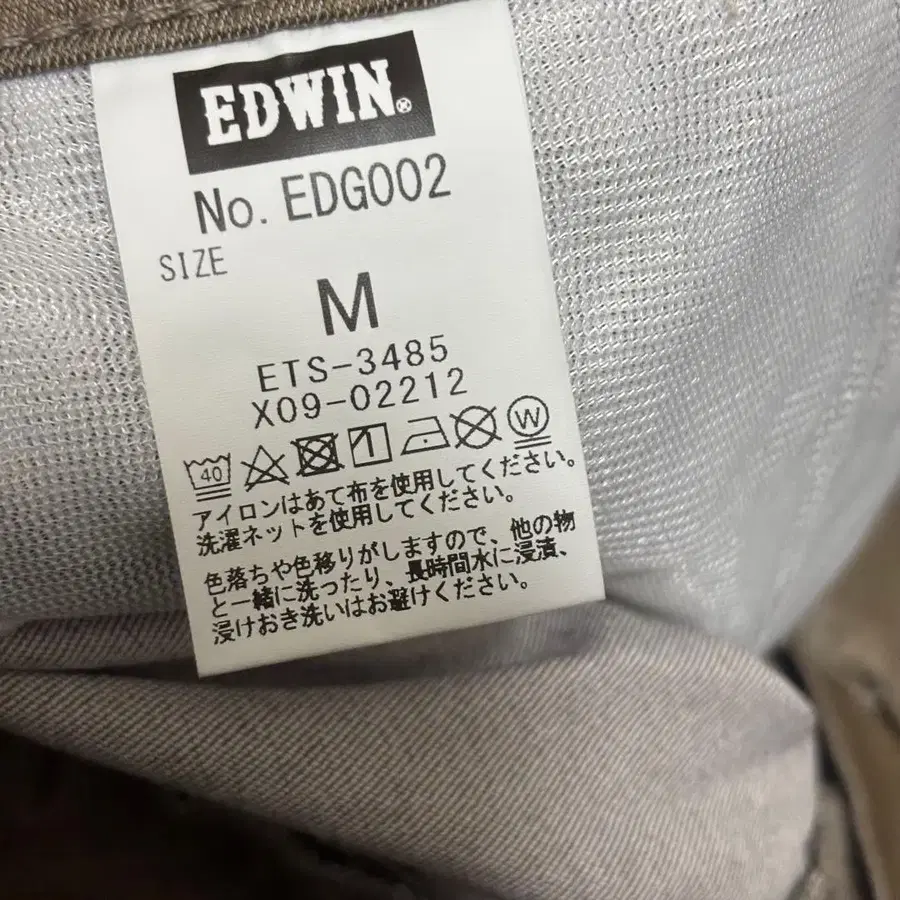 EDWIN®
No. EDG002
SIZE
M
ETS-3485
X09-02212
40 W
アイロンはあて布を使用してください。
洗濯ネットを使用してください。
色落ちや色移りがしますので、他の物
と一緒に洗ったり、長時間水に浸漬、
浸けおき洗いはお避けください。